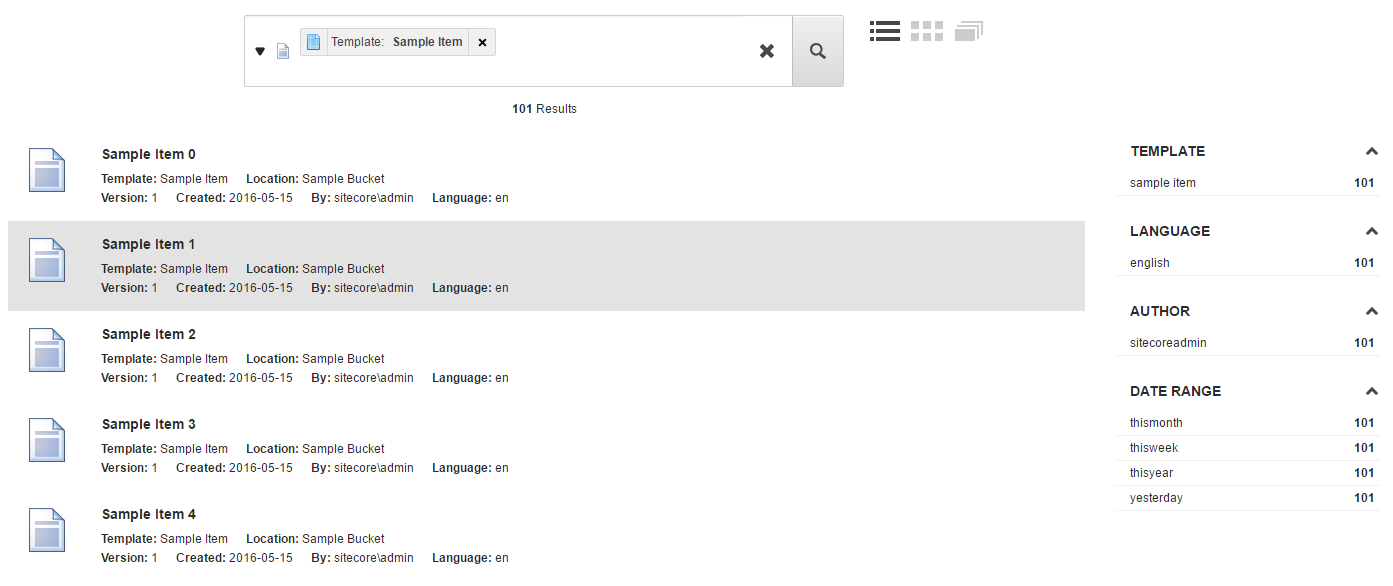 Template: Sample Item
101 Results
Sample Item 0
Template: Sample Item Location: Sample Bucket
Version: 1 Created: 2016-05-15 By: sitecore\admin Language: en
Sample Item 1
Template: Sample Item Location: Sample Bucket
Version: 1 Created: 2016-05-15 By: sitecore\admin Language: en
Sample Item 2
Template: Sample Item Location: Sample Bucket
Version: 1 Created: 2016-05-15 By: sitecore\admin Language: en
Sample Item 3
Template: Sample Item Location: Sample Bucket
Version: 1 Created: 2016-05-15 By: sitecore\admin Language: en
Sample Item 4
Template: Sample Item Location: Sample Bucket
Version: 1 Created: 2016-05-15 By: sitecore\admin Language: en
TEMPLATE
sample item 101
LANGUAGE
english 101
AUTHOR
sitecoreadmin 101
DATE RANGE
thismonth 101
thisweek 101
thisyear 101
yesterday 101